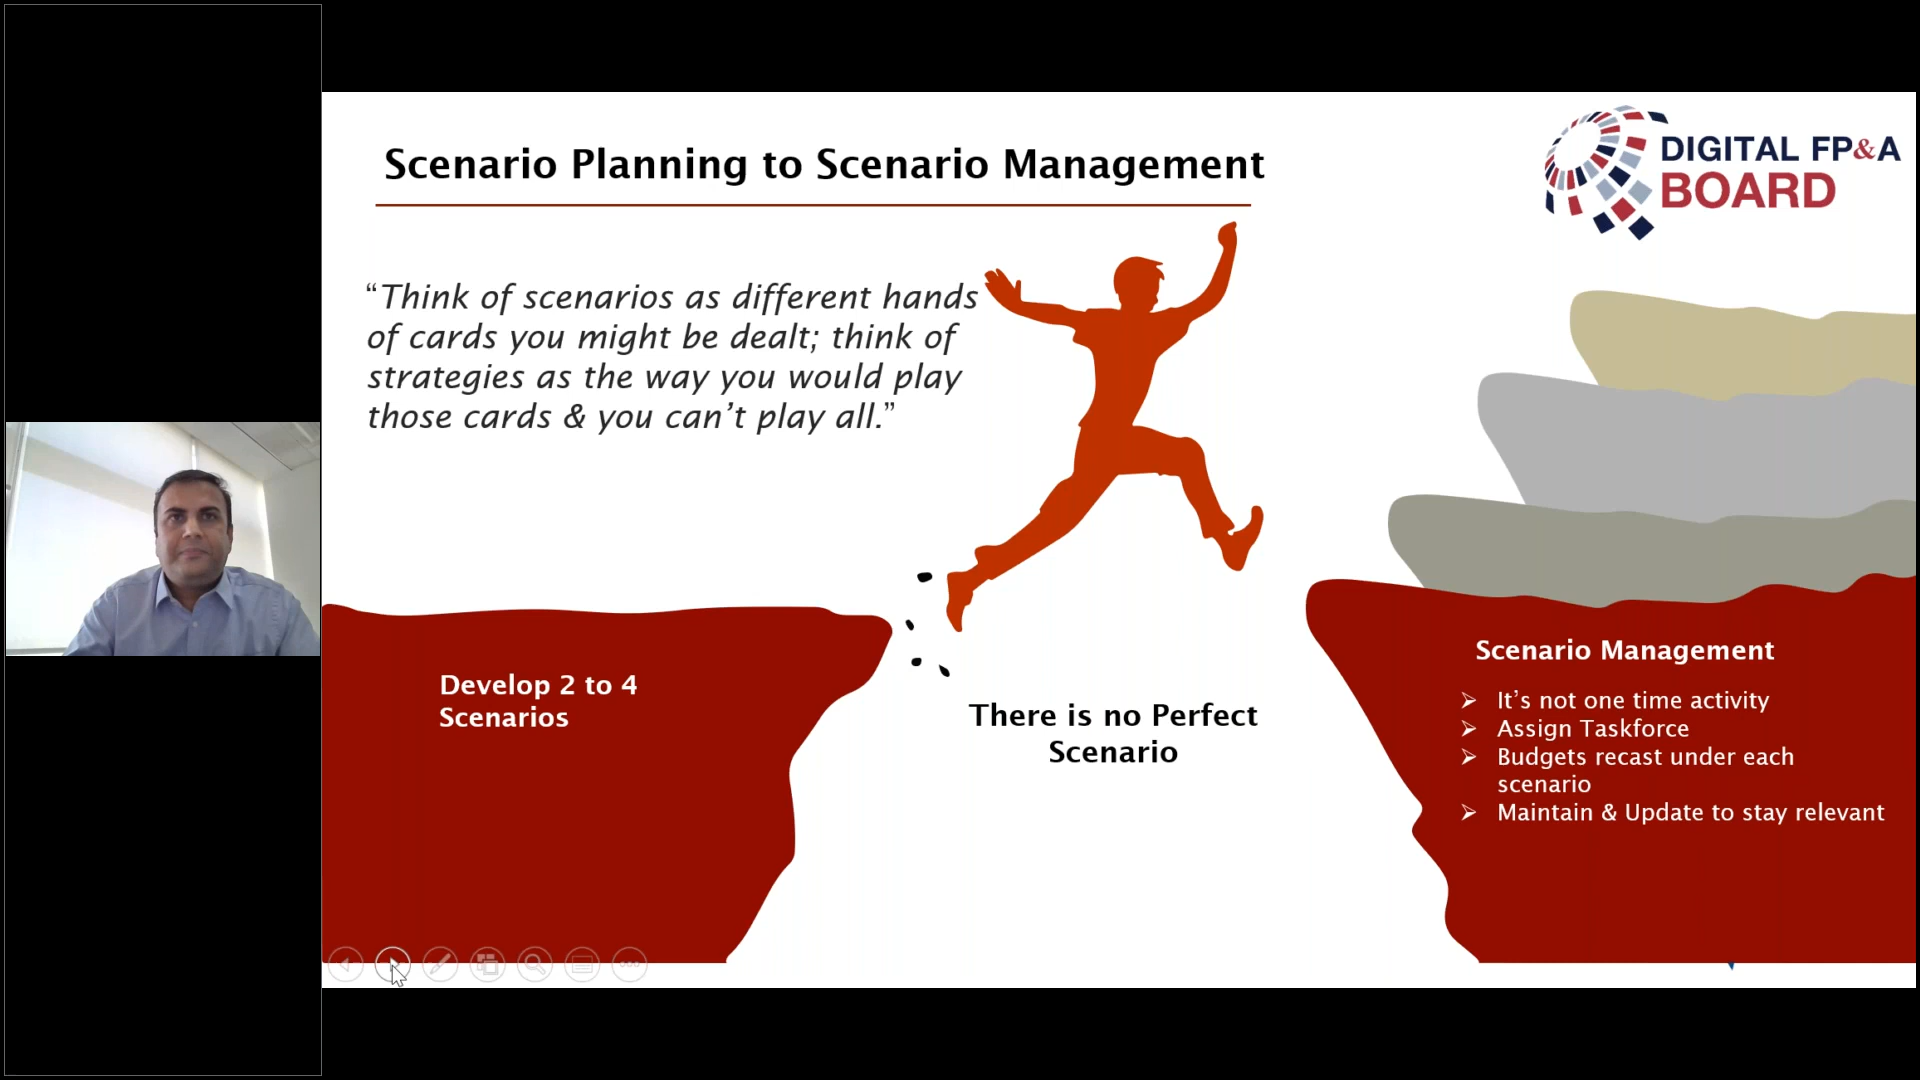 Scenario Planning to Scenario Management
DIGITAL FP&A
BOARD
“Think of scenarios as different hands
of cards you might be dealt; think of
strategies as the way you would play
those cards & you can’t play all.”
Develop 2 to 4
Scenarios
There is no Perfect
Scenario
Scenario Management
➢ It’s not one time activity
➢ Assign Taskforce
➢ Budgets recast under each
scenario
➢ Maintain & Update to stay relevant